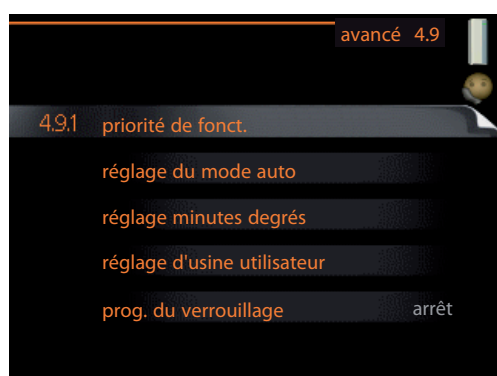 avancé 4.9
4.9.1 priorité de fonct.
réglage du mode auto
réglage minutes degrés
réglage d'usine utilisateur
prog. du verrouillage arrêt